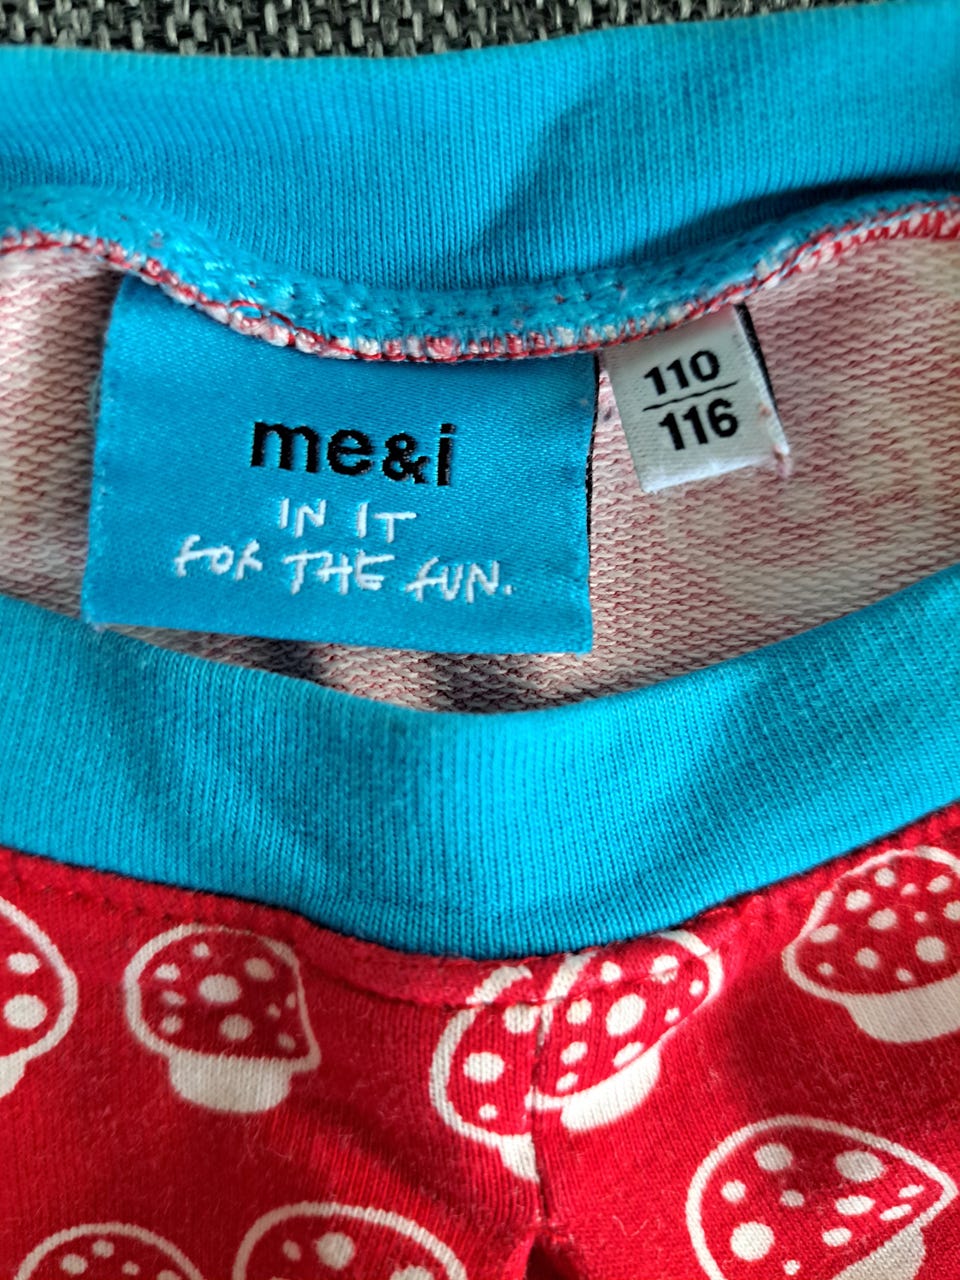 me&i
IN IT
FOR THE FUN.
110
116